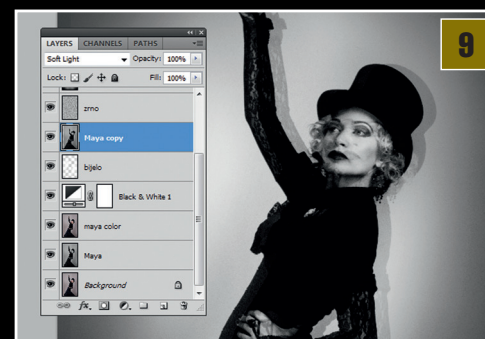 9
LAYERS CHANNELS PATHS
Soft Light Opacity: 100%
Lock: Fill: 100%
zrno
Maya copy
bijelo
Black & White 1
maya color
Maya
Background
fx.